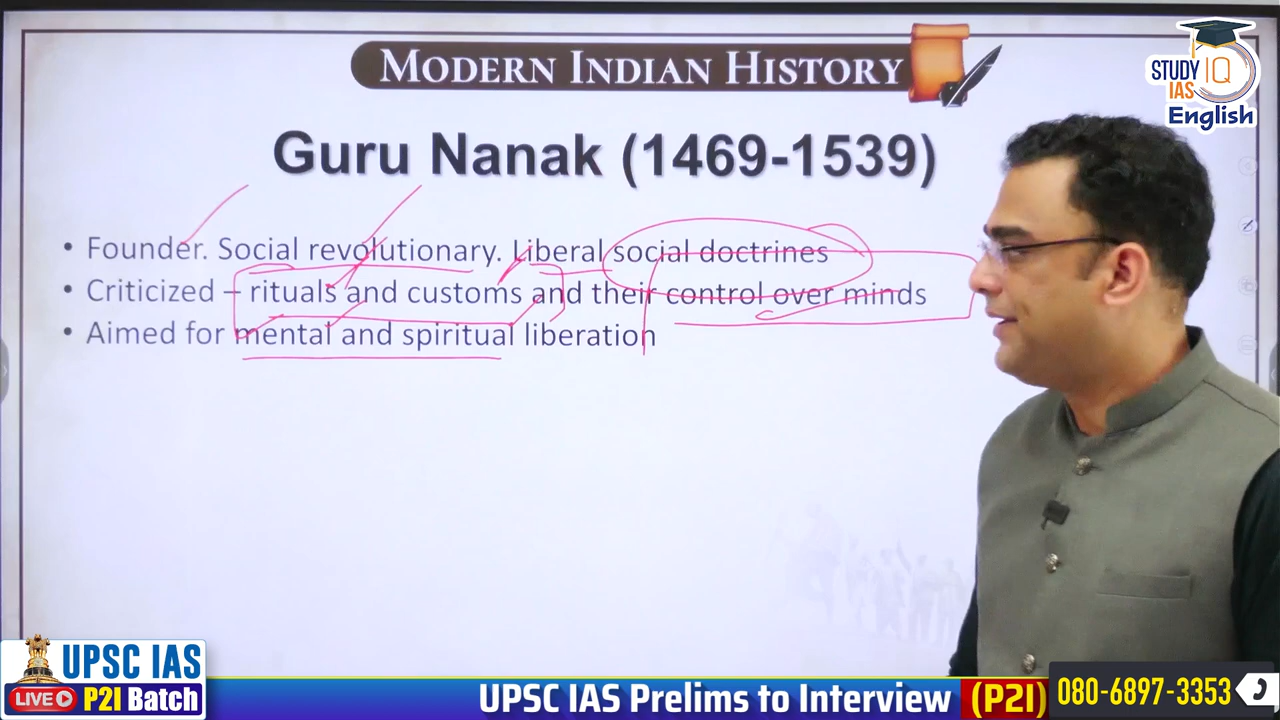 MODERN INDIAN HISTORY
STUDY IQ
IAS
English
Guru Nanak (1469-1539)
• Founder. Social revolutionary. Liberal social doctrines
• Criticized – rituals and customs and their control over minds
• Aimed for mental and spiritual liberation
UPSC IAS
LIVE P2I Batch
UPSC IAS Prelims to Interview (P2I) 080-6897-3353